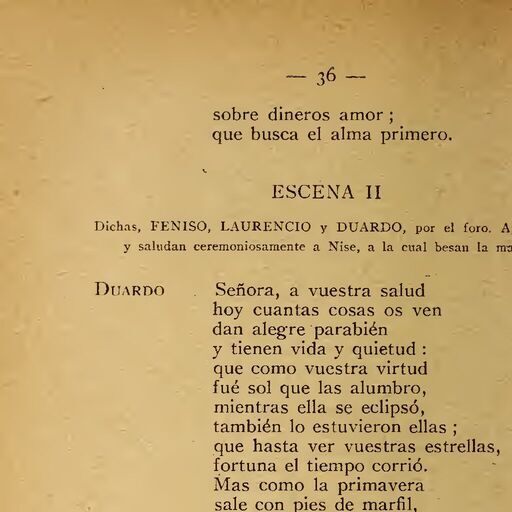 — 36 —
sobre dineros amor ;
que busca el alma primero.
ESCENA II
Dichas, FENISO, LAURENCIO y DUARDO, por el foro. A
y saludan ceremoniosamente a Nise, a la cual besan la
DUARDO Señora, a vuestra salud
hoy cuantas cosas os ven
dan alegre parabién
y tienen vida y quietud :
que como vuestra virtud
fué sol que las alumbro,
mientras ella se eclipsó,
también lo estuvieron ellas ;
que hasta ver vuestras estrellas,
fortuna el tiempo corrió.
Mas como la primavera
sale con pies de marfil,